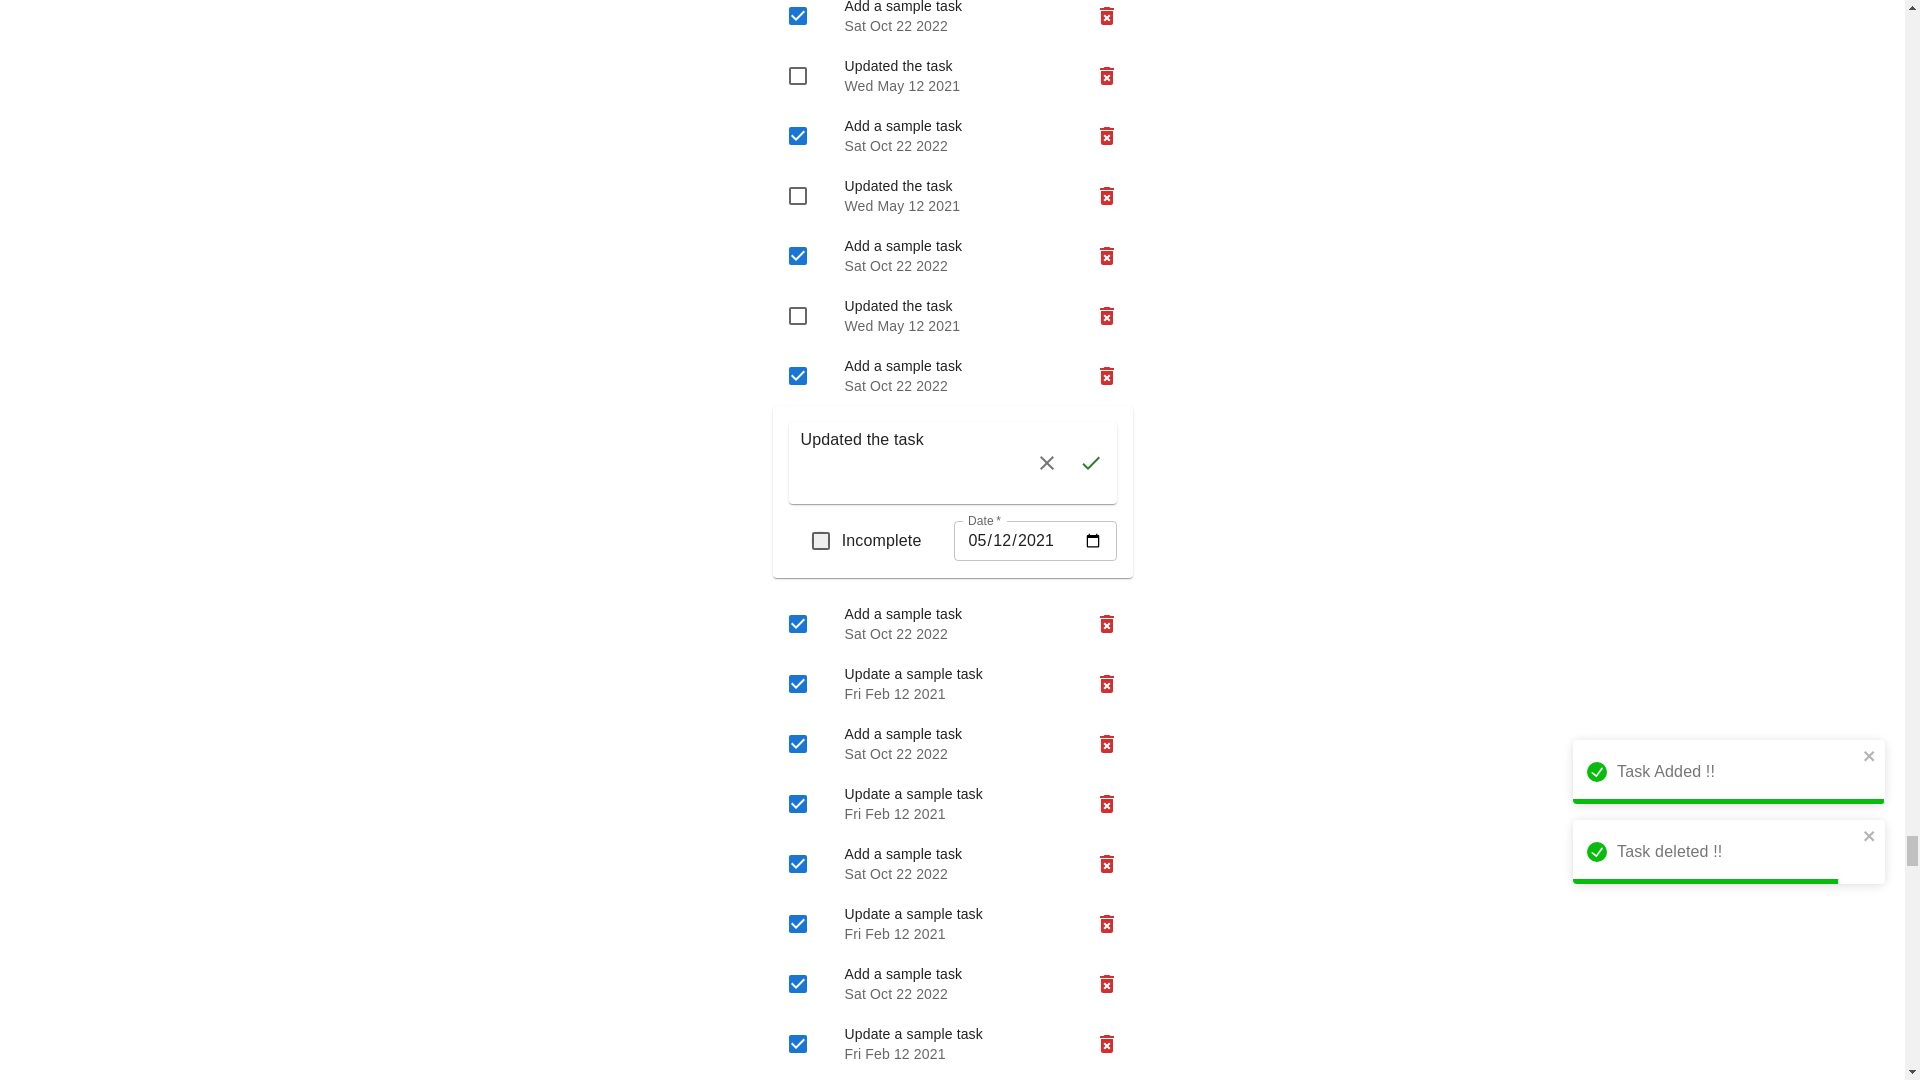 Add a sample task
Sat Oct 22 2022
Updated the task
Wed May 12 2021
Add a sample task
Sat Oct 22 2022
Updated the task
Wed May 12 2021
Add a sample task
Sat Oct 22 2022
Updated the task
Wed May 12 2021
Add a sample task
Sat Oct 22 2022
Updated the task
Date *
Incomplete
05/12/2021
Add a sample task
Sat Oct 22 2022
Update a sample task
Fri Feb 12 2021
Add a sample task
Sat Oct 22 2022
Update a sample task
Fri Feb 12 2021
Add a sample task
Sat Oct 22 2022
Update a sample task
Fri Feb 12 2021
Add a sample task
Sat Oct 22 2022
Update a sample task
Fri Feb 12 2021
Task Added !!
Task deleted !!